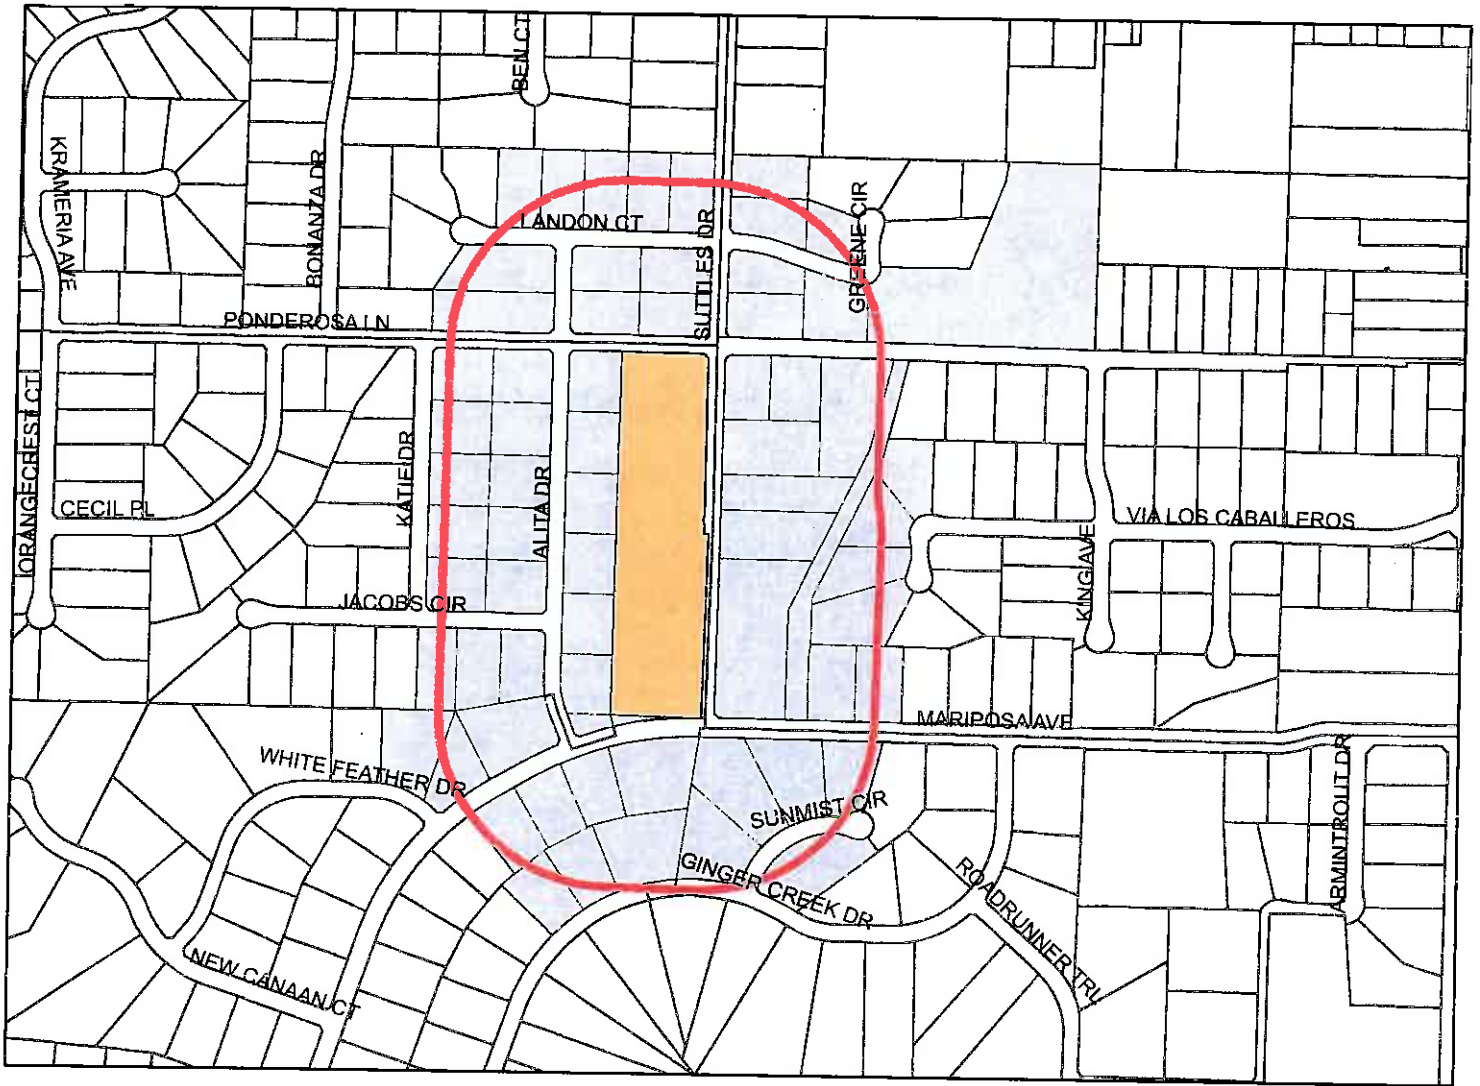 BEN CT
KRAMERIA AVE
BONANZA DR
LANDON CT
SUTTLES DR
GREENE CIR
PONDEROSA LN
ORANGECREST CT
CECIL PL
KATIE DR
ALITA DR
VIA LOS CABALLEROS
KING AVE
JACOBS CIR
MARIPOSA AVE
WHITE FEATHER DR
SUNMIST CIR
ARMINTROUT DR
GINGER CREEK DR
ROADRUNNER TRL
NEW CANAAN CT